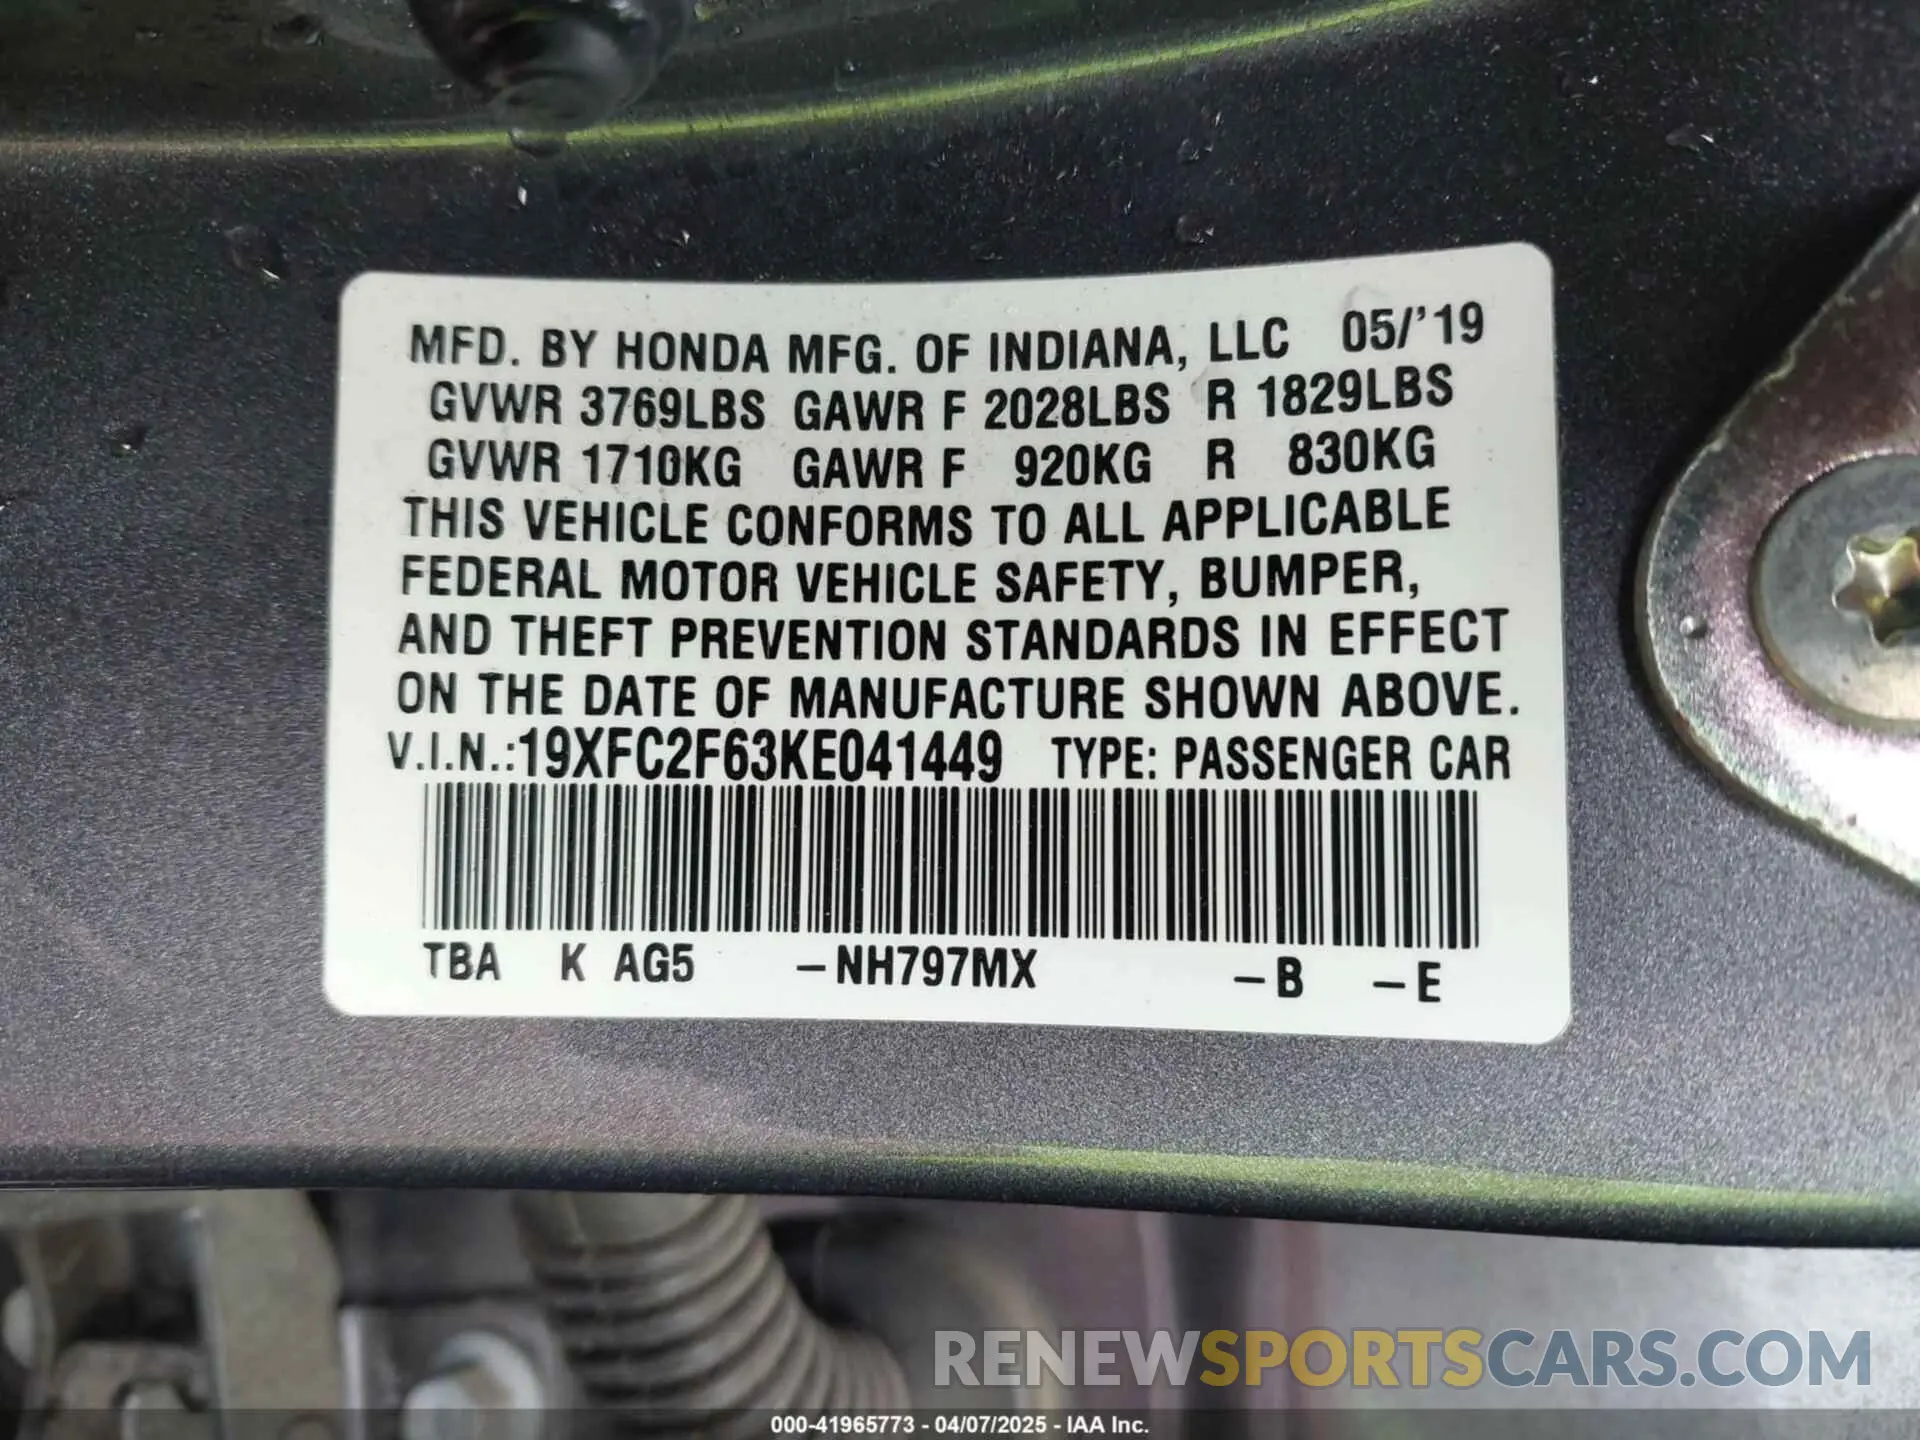 MFD. BY HONDA MFG. OF INDIANA, LLC 05/'19
GVWR 3769LBS GAWR F 2028LBS R 1829LBS
GVWR 1710KG GAWR F 920KG R 830KG
THIS VEHICLE CONFORMS TO ALL APPLICABLE
FEDERAL MOTOR VEHICLE SAFETY, BUMPER,
AND THEFT PREVENTION STANDARDS IN EFFECT
ON THE DATE OF MANUFACTURE SHOWN ABOVE.
V.I.N.:19XFC2F63KE041449 TYPE: PASSENGER CAR
TBA K AG5 -NH797MX -B -E
RENEWSPORTSCARS.COM
000-41965773 - 04/07/2025 - IAA Inc.